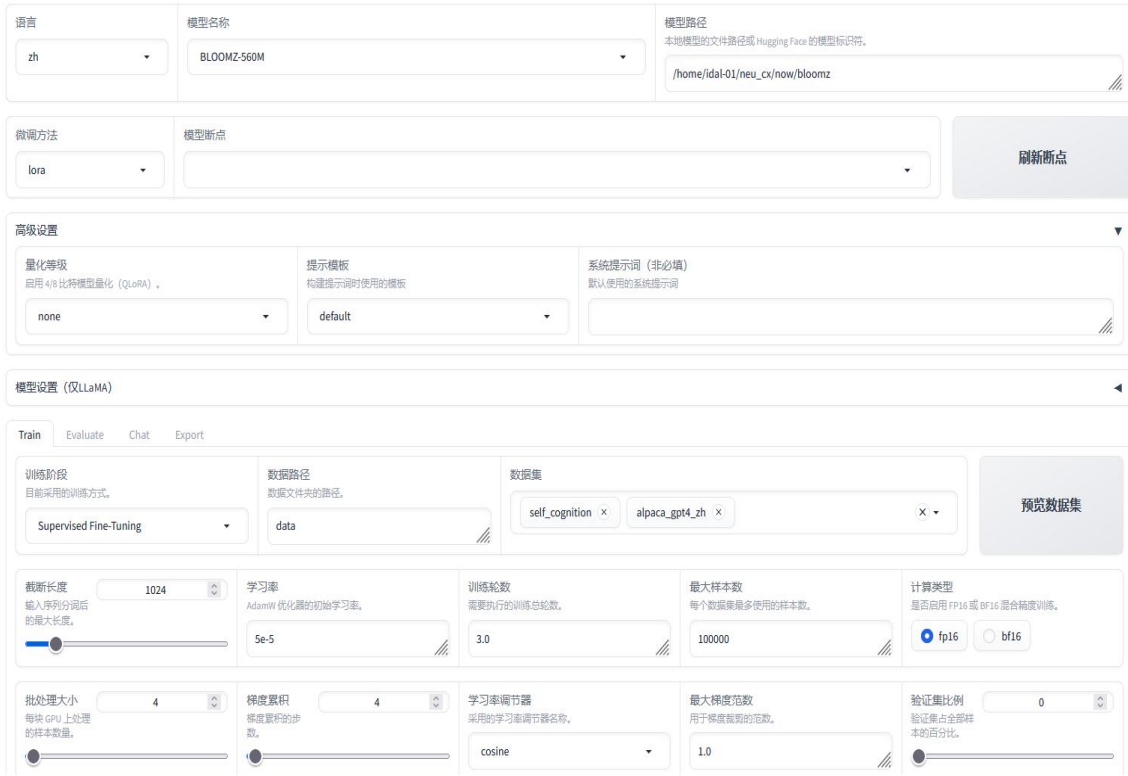 语言
模型名称
模型路径
本地模型的文件路径或 Hugging Face 的模型标识符。
zh
BLOOMZ-560M
/home/idal-01/neu_cx/now/bloomz
微调方法
模型断点
刷新断点
lora
高级设置
量化等级
提示模板
系统提示词（非必填）
启用 4/8 比特模型量化（QLoRA）。
构建提示词时使用的模板
默认使用的系统提示词
none
default
模型设置（仅LLaMA）
Train
Evaluate
Chat
Export
训练阶段
数据路径
数据集
目前采用的训练方式。
数据文件夹的路径。
预览数据集
Supervised Fine-Tuning
data
self_cognition ×
alpaca_gpt4_zh ×
×
截断长度
1024
输入序列分词后
的最大长度。
学习率
AdamW 优化器的初始学习率。
5e-5
训练轮数
需要执行的训练总轮数。
3.0
最大样本数
每个数据集最多使用的样本数。
100000
计算类型
是否启用 FP16 或 BF16 混合精度训练。
fp16
bf16
批处理大小
4
每块 GPU 上处理
的样本数量。
梯度累积
4
梯度累积的步
数。
学习率调节器
采用的学习率调节器名称。
cosine
最大梯度范数
用于梯度裁剪的范数。
1.0
验证集比例
0
验证集占全部样
本的百分比。